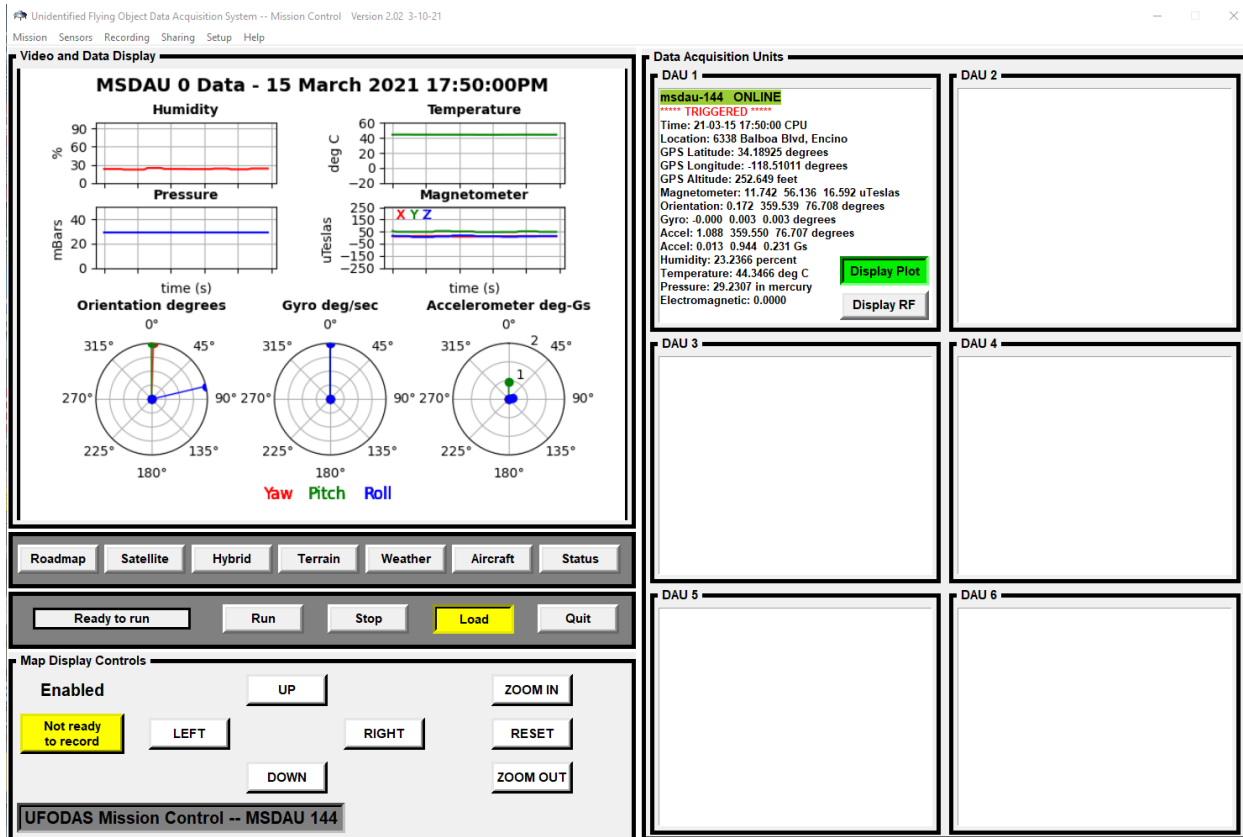 Unidentified Flying Object Data Acquisition System -- Mission Control Version 2.02 3-10-21
Mission Sensors Recording Sharing Setup Help
Video and Data Display
MSDAU 0 Data - 15 March 2021 17:50:00PM
Humidity
%
90
60
30
0
Temperature
deg C
60
40
20
0
−20
Pressure
mBars
40
20
0
time (s)
Magnetometer
uTeslas
250
150
50
−50
−150
−250
X Y Z
time (s)
Orientation degrees
0°
315° 45°
270° 90°
225° 135°
180°
Gyro deg/sec
0°
315° 45°
270° 90°
225° 135°
180°
Accelerometer deg-Gs
0°
315° 2 45°
1
270° 90°
225° 135°
180°
Yaw Pitch Roll
Roadmap Satellite Hybrid Terrain Weather Aircraft Status
Ready to run Run Stop Load Quit
Map Display Controls
Enabled UP ZOOM IN
Not ready
to record
LEFT RIGHT RESET
DOWN ZOOM OUT
UFODAS Mission Control -- MSDAU 144
Data Acquisition Units
DAU 1
msdau-144 ONLINE
***** TRIGGERED *****
Time: 21-03-15 17:50:00 CPU
Location: 6338 Balboa Blvd, Encino
GPS Latitude: 34.18925 degrees
GPS Longitude: -118.51011 degrees
GPS Altitude: 252.649 feet
Magnetometer: 11.742 56.136 16.592 uTeslas
Orientation: 0.172 359.539 76.708 degrees
Gyro: -0.000 0.003 0.003 degrees
Accel: 1.088 359.550 76.707 degrees
Accel: 0.013 0.944 0.231 Gs
Humidity: 23.2366 percent
Temperature: 44.3466 deg C
Pressure: 29.2307 in mercury
Electromagnetic: 0.0000
Display Plot
Display RF
DAU 2
DAU 3
DAU 4
DAU 5
DAU 6